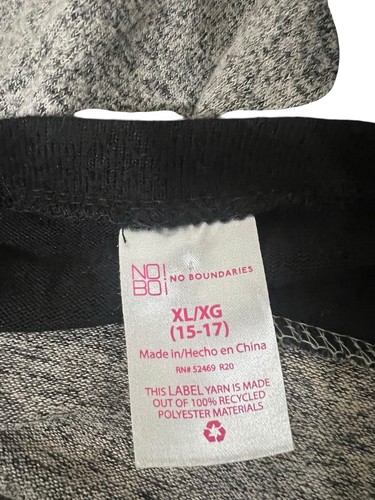 NO!
BO¡
NO BOUNDARIES
XL/XG
(15-17)
Made in/Hecho en China
RN# 52469 R20
THIS LABEL YARN IS MADE
OUT OF 100% RECYCLED
POLYESTER MATERIALS